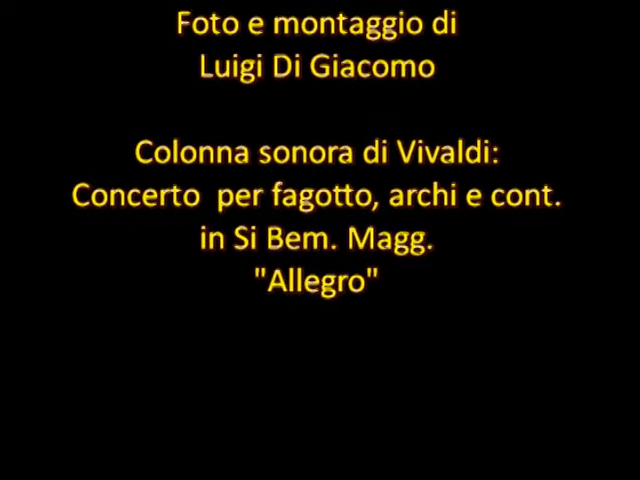 Foto e montaggio di
Luigi Di Giacomo
Colonna sonora di Vivaldi:
Concerto  per fagotto, archi e cont.
in Si Bem. Magg.
"Allegro"